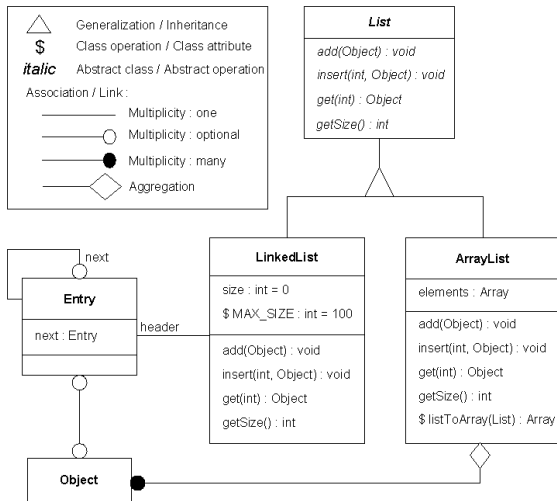 Generalization / Inheritance
$ Class operation / Class attribute
italic Abstract class / Abstract operation
Association / Link :
Multiplicity : one
Multiplicity : optional
Multiplicity : many
Aggregation
List
add(Object) : void
insert(int, Object) : void
get(int) : Object
getSize() : int
next
Entry
next : Entry
header
LinkedList
size : int = 0
$ MAX_SIZE : int = 100
add(Object) : void
insert(int, Object) : void
get(int) : Object
getSize() : int
ArrayList
elements : Array
add(Object) : void
insert(int, Object) : void
get(int) : Object
getSize() : int
$ listToArray(List) : Array
Object